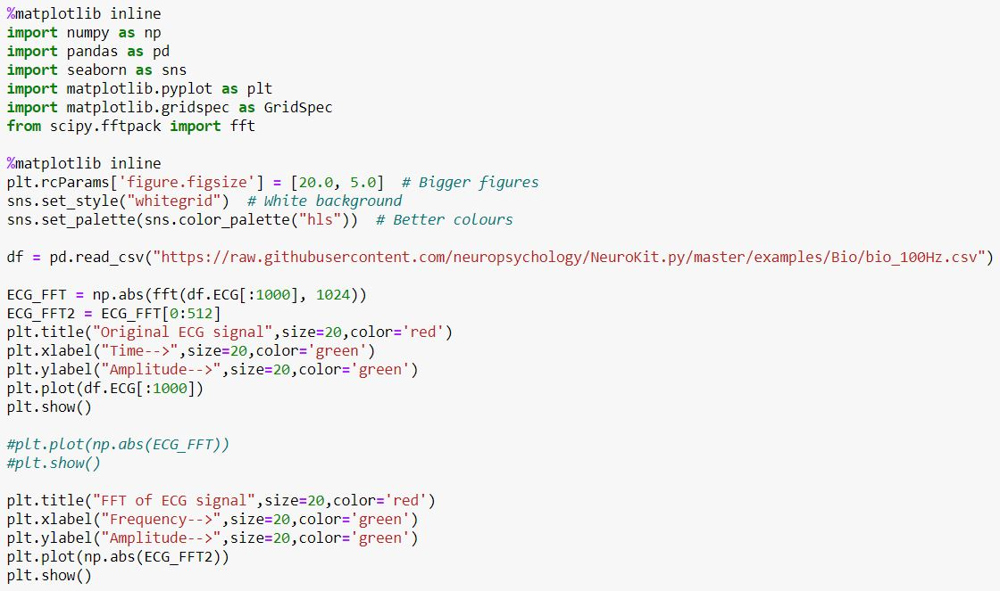 %matplotlib inline
import numpy as np
import pandas as pd
import seaborn as sns
import matplotlib.pyplot as plt
import matplotlib.gridspec as GridSpec
from scipy.fftpack import fft

%matplotlib inline
plt.rcParams['figure.figsize'] = [20.0, 5.0]  # Bigger figures
sns.set_style("whitegrid")  # White background
sns.set_palette(sns.color_palette("hls"))  # Better colours

df = pd.read_csv("https://raw.githubusercontent.com/neuropsychology/NeuroKit.py/master/examples/Bio/bio_100Hz.csv")

ECG_FFT = np.abs(fft(df.ECG[:1000], 1024))
ECG_FFT2 = ECG_FFT[0:512]
plt.title("Original ECG signal",size=20,color='red')
plt.xlabel("Time-->",size=20,color='green')
plt.ylabel("Amplitude-->",size=20,color='green')
plt.plot(df.ECG[:1000])
plt.show()

#plt.plot(np.abs(ECG_FFT))
#plt.show()

plt.title("FFT of ECG signal",size=20,color='red')
plt.xlabel("Frequency-->",size=20,color='green')
plt.ylabel("Amplitude-->",size=20,color='green')
plt.plot(np.abs(ECG_FFT2))
plt.show()